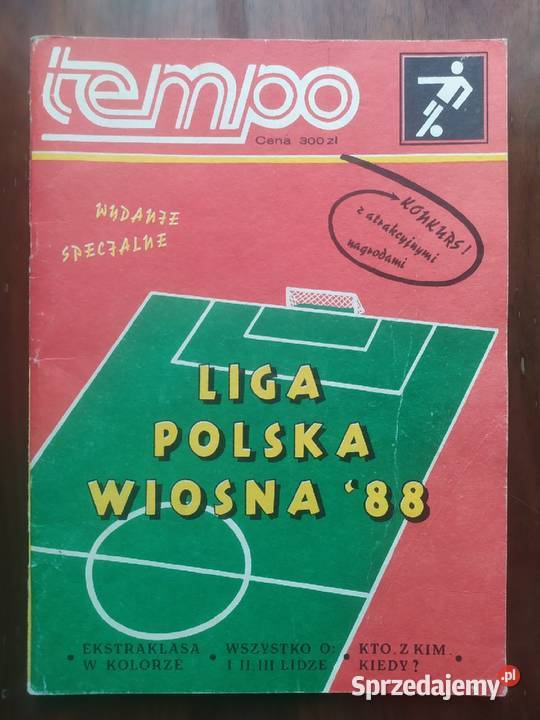 tempo
Cena 300 zł
WYDANIE
SPECJALNE
KONKURS!
z atrakcyjnymi
nagrodami
LIGA
POLSKA
WIOSNA '88
• EKSTRAKLASA
W KOLORZE
• WSZYSTKO O:
I II, III LIDZE
• KTO, Z KIM,
KIEDY?
Sprzedajemy.pl